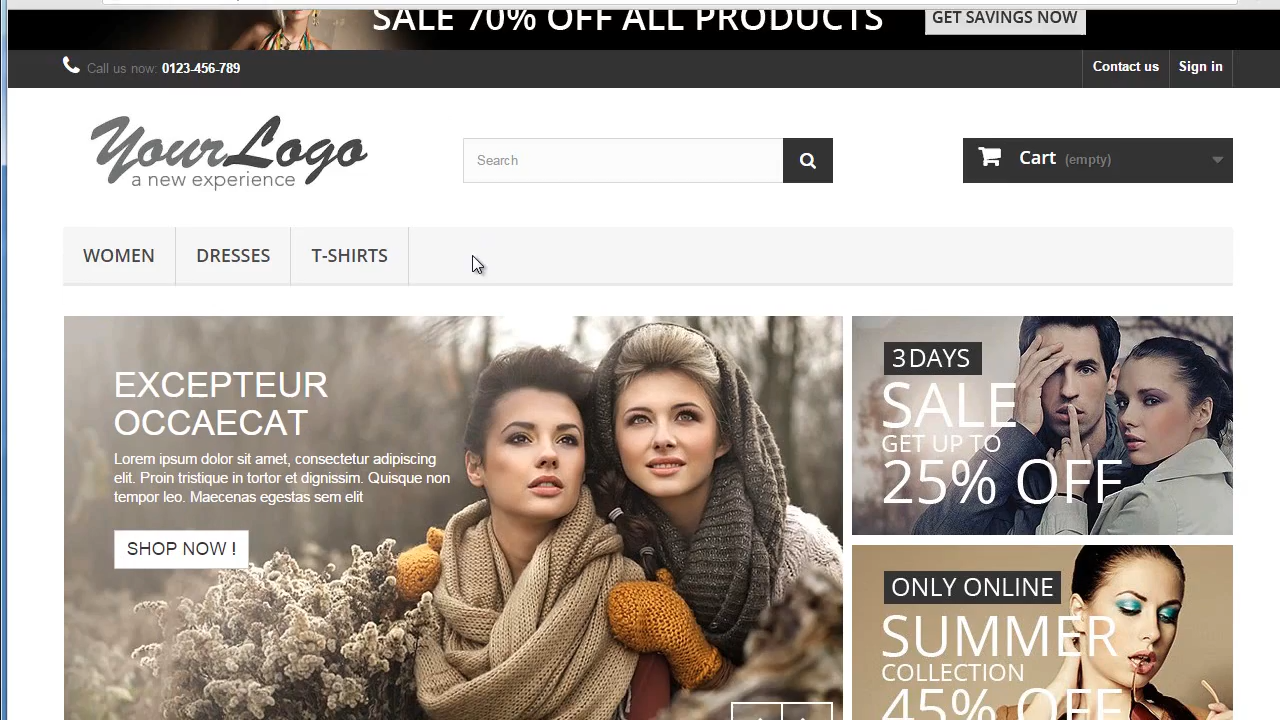 SALE 70% OFF ALL PRODUCTS
GET SAVINGS NOW
Call us now: 0123-456-789
Contact us
Sign in
YourLogo
a new experience
Search
Cart (empty)
WOMEN
DRESSES
T-SHIRTS
EXCEPTEUR
OCCAECAT
Lorem ipsum dolor sit amet, consectetur adipiscing
elit. Proin tristique in tortor et dignissim. Quisque non
tempor leo. Maecenas egestas sem elit
SHOP NOW !
3 DAYS
SALE
GET UP TO
25% OFF
ONLY ONLINE
SUMMER
COLLECTION
45% OFF